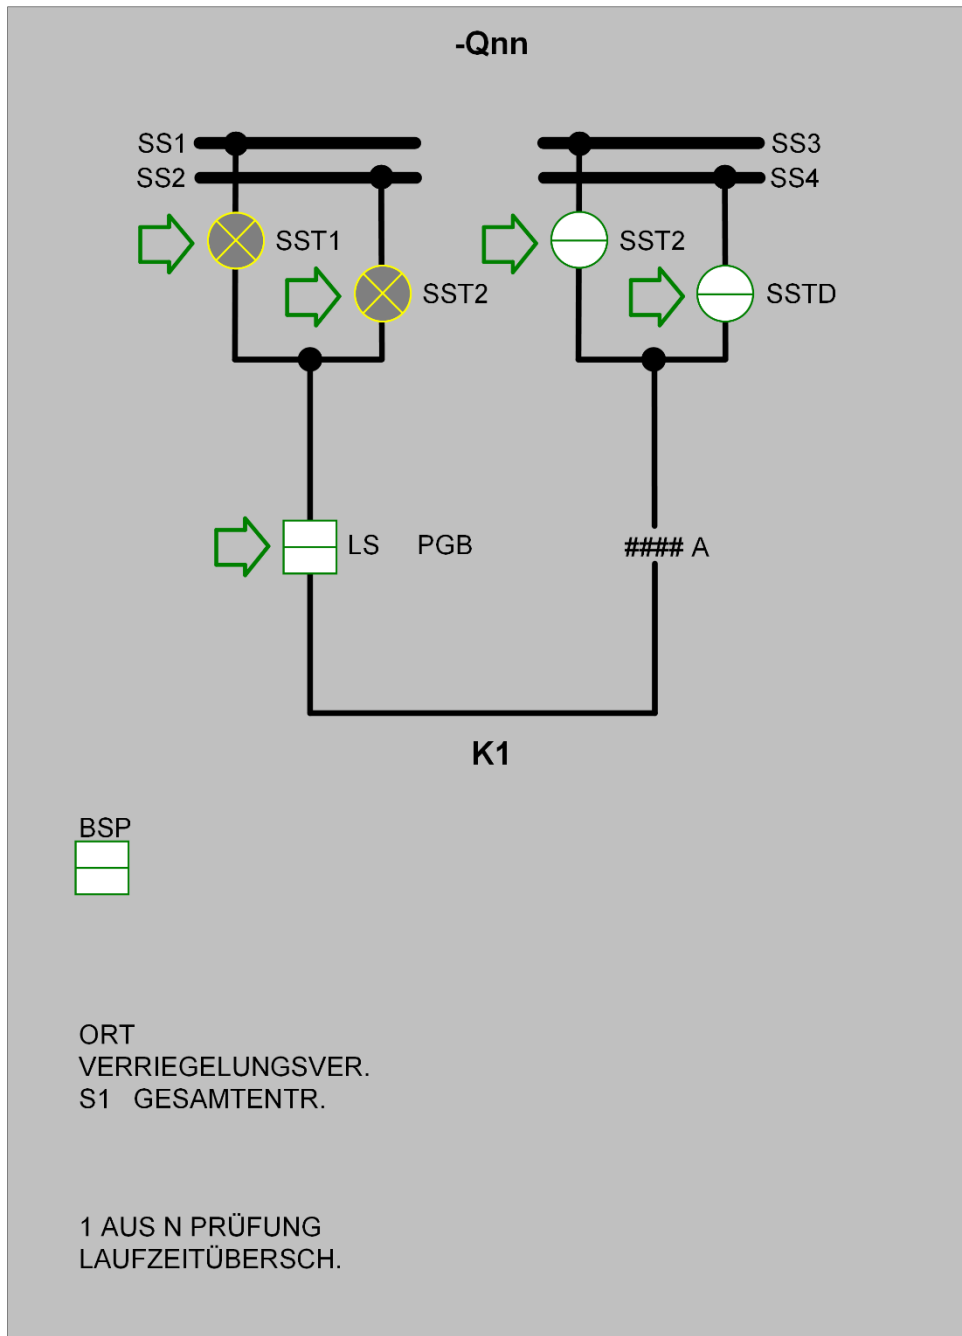 -Qnn
SS1 SS3
SS2 SS4
SST1 SST2
SST2 SSTD
LS PGB #### A
K1
BSP
ORT
VERRIEGELUNGSVER.
S1 GESAMTENTR.
1 AUS N PRÜFUNG
LAUFZEITÜBERSCH.